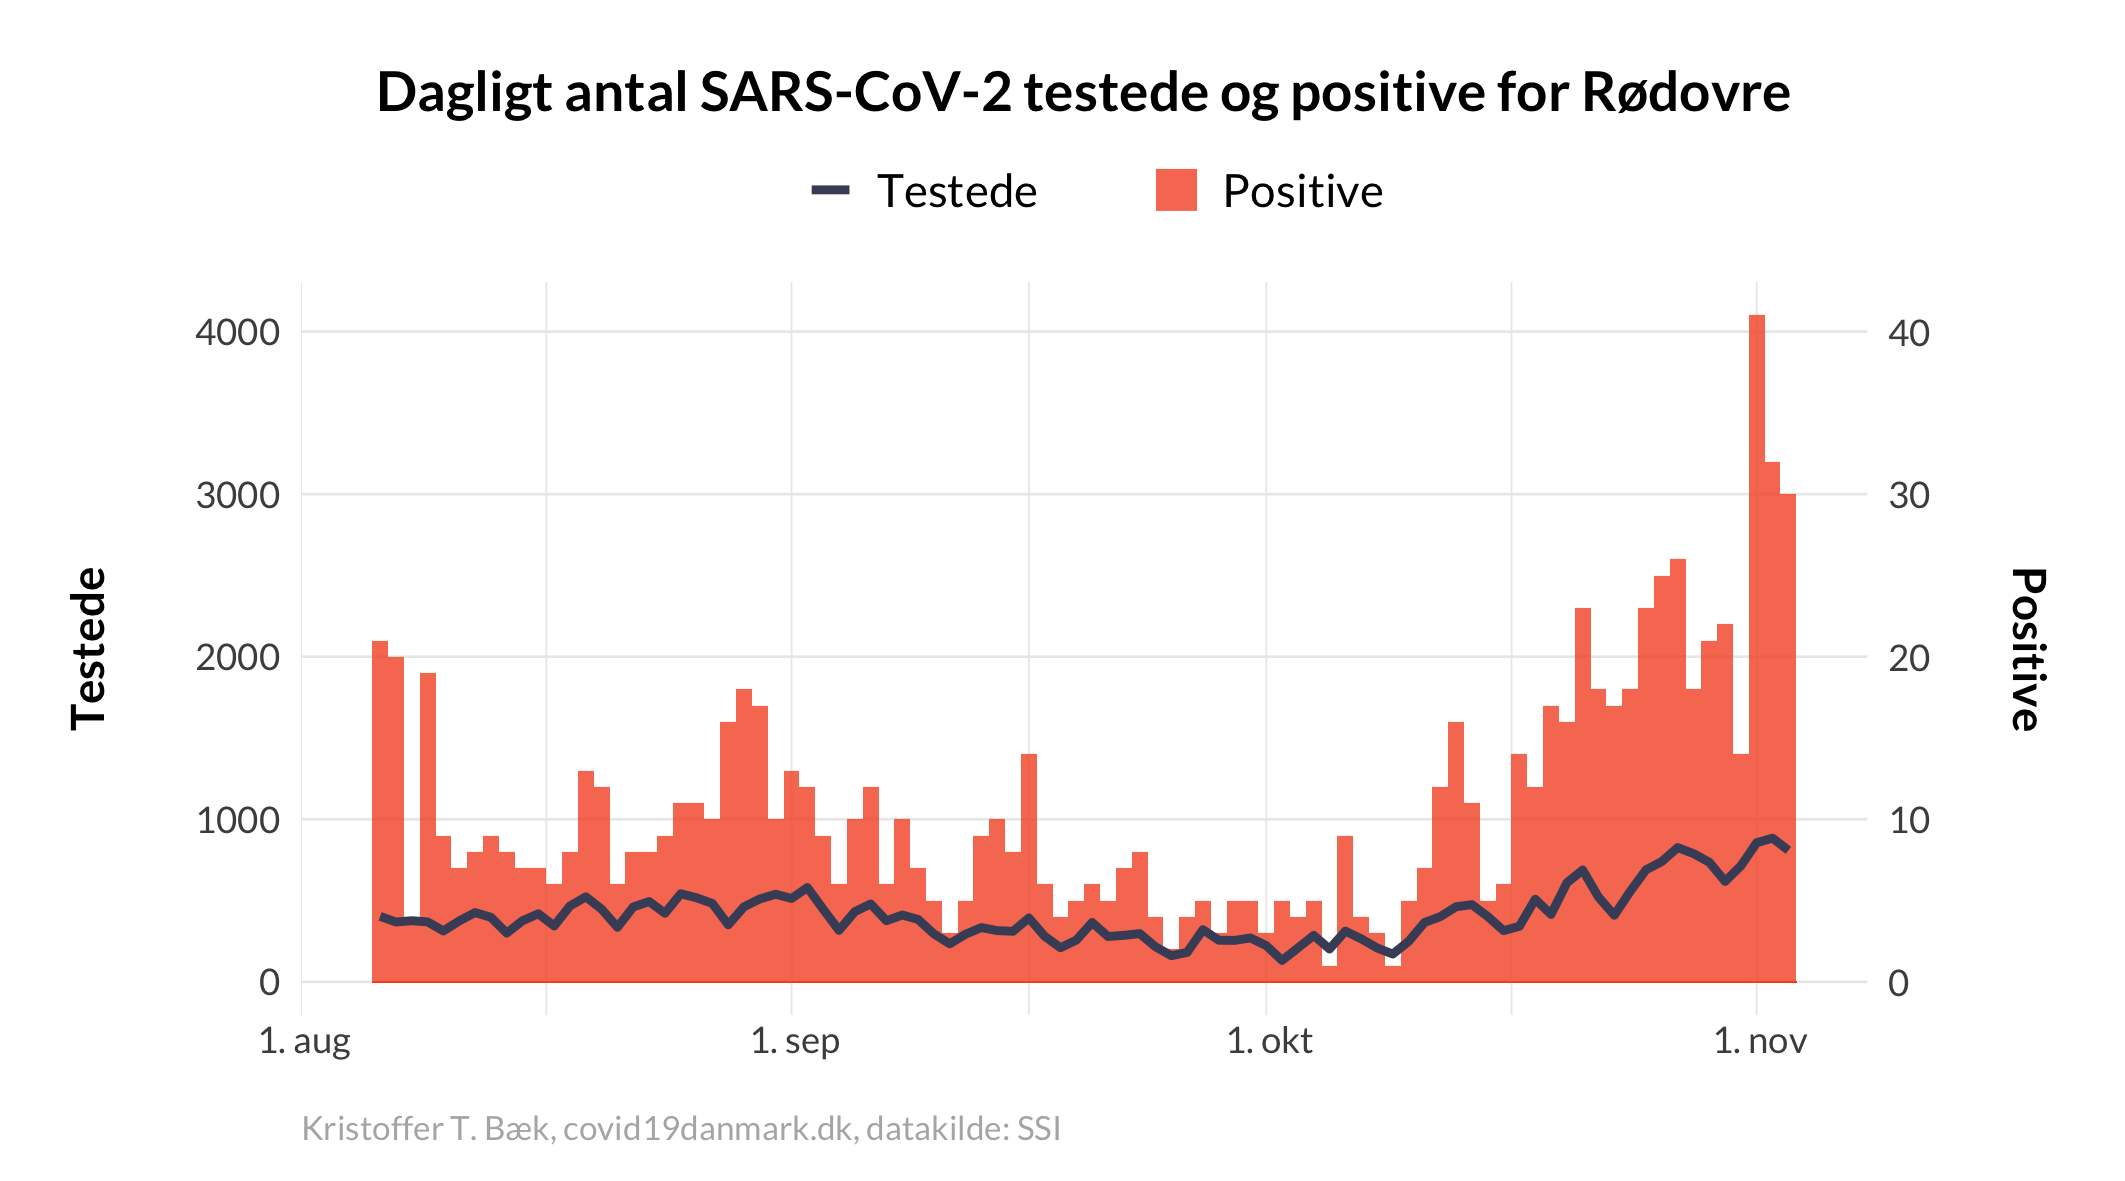 Dagligt antal SARS-CoV-2 testede og positive for Rødovre
Testede
Positive
Testede
4000
3000
2000
1000
0
40
30
20
10
0
Positive
1. aug
1. sep
1. okt
1. nov
Kristoffer T. Bæk, covid19danmark.dk, datakilde: SSI